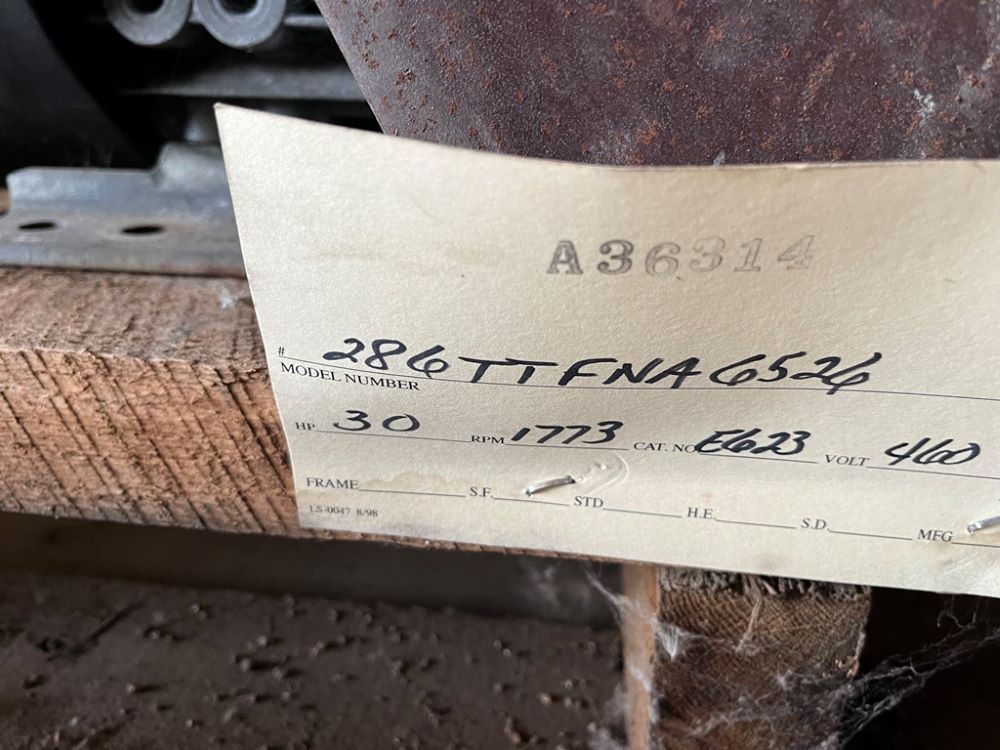 A36314
# 286TTFNA6526
MODEL NUMBER
HP 30 RPM 1773 CAT. NO E623 VOLT 460
FRAME S.F. STD H.E. S.D. MFG
LS-0047 8/98